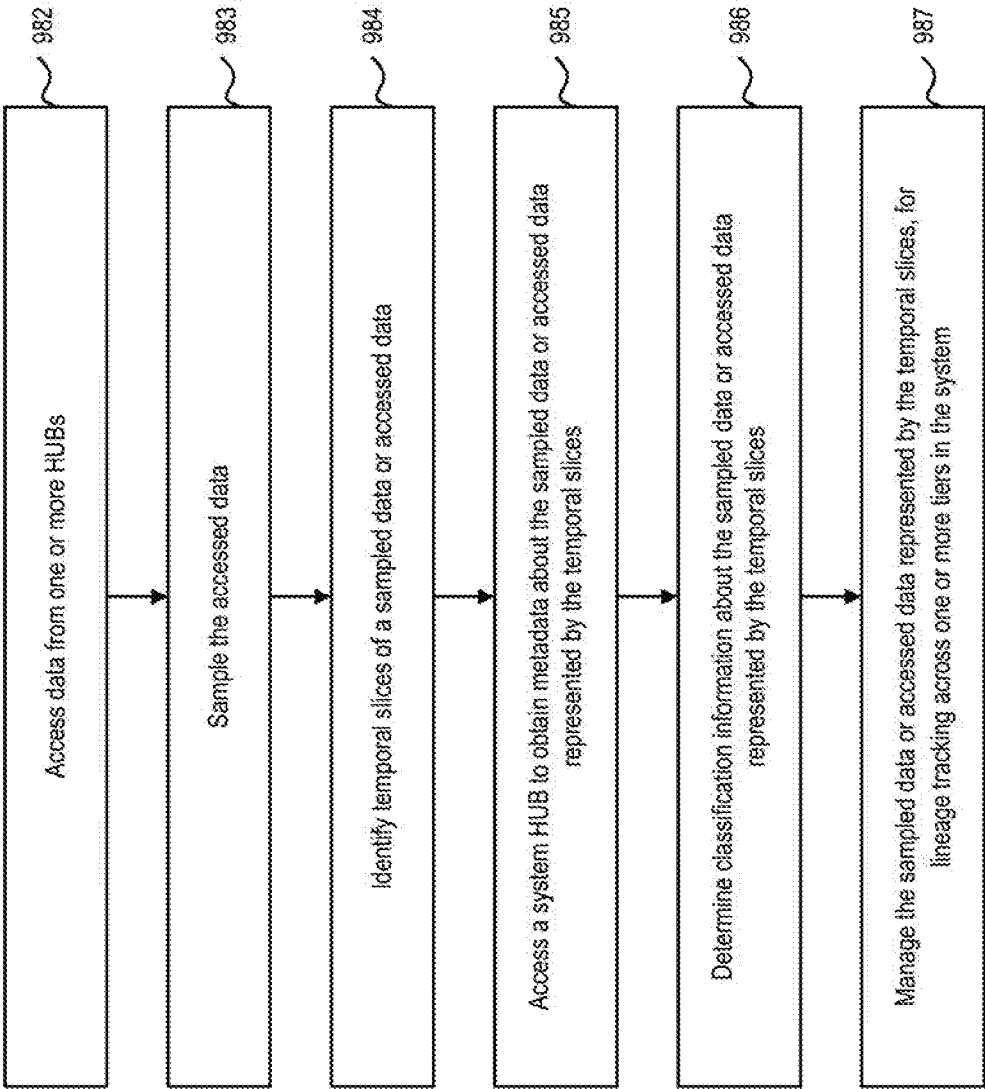 Access data from one or more HUBs
982
Sample the accessed data
983
Identify temporal slices of a sampled data or accessed data
984
Access a system HUB to obtain metadata about the sampled data or accessed data
represented by the temporal slices
985
Determine classification information about the sampled data or accessed data
represented by the temporal slices
986
Manage the sampled data or accessed data represented by the temporal slices, for
lineage tracking across one or more tiers in the system
987